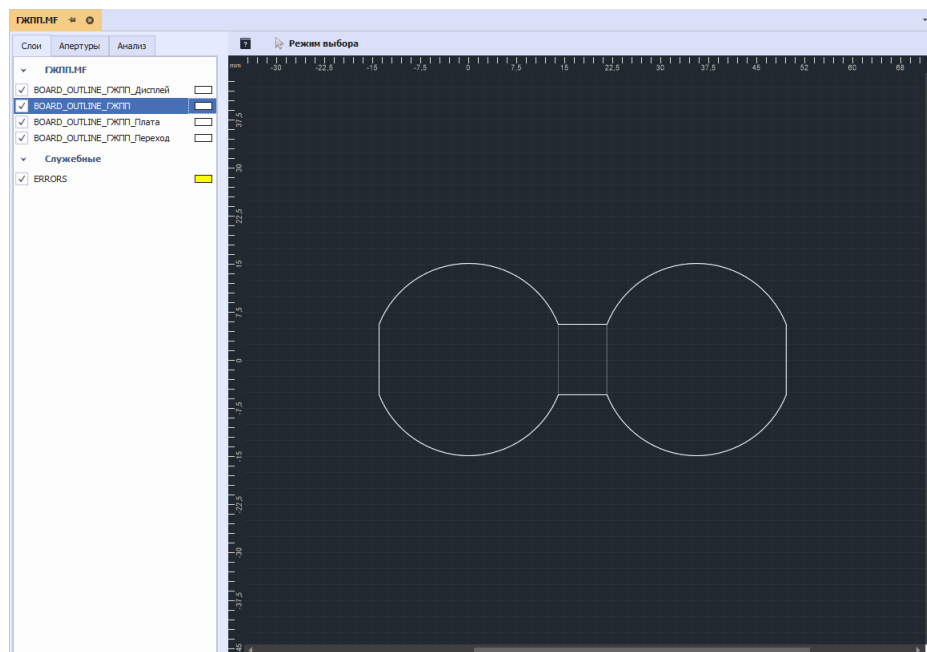 ГЖПП.MF
Слои Апертуры Анализ
? Режим выбора
ГЖПП.MF
BOARD_OUTLINE_ГЖПП_Дисплей
BOARD_OUTLINE_ГЖПП
BOARD_OUTLINE_ГЖПП_Плата
BOARD_OUTLINE_ГЖПП_Переход
Служебные
ERRORS
mm -30 -22,5 -15 -7,5 0 7,5 15 22,5 30 37,5 45 52 60 68
37,5
30
22,5
15
7,5
0
-7,5
-15
-22,5
-30
-37,5
-45